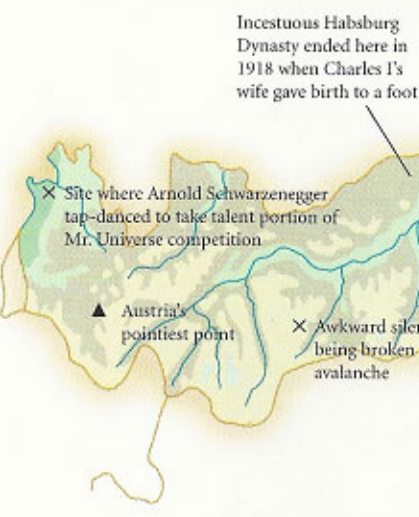 Incestuous Habsburg
Dynasty ended here in
1918 when Charles I's
wife gave birth to a foot
Site where Arnold Schwarzenegger
tap-danced to take talent portion of
Mr. Universe competition
Austria's
pointiest point
Awkward silen
being broken
avalanche